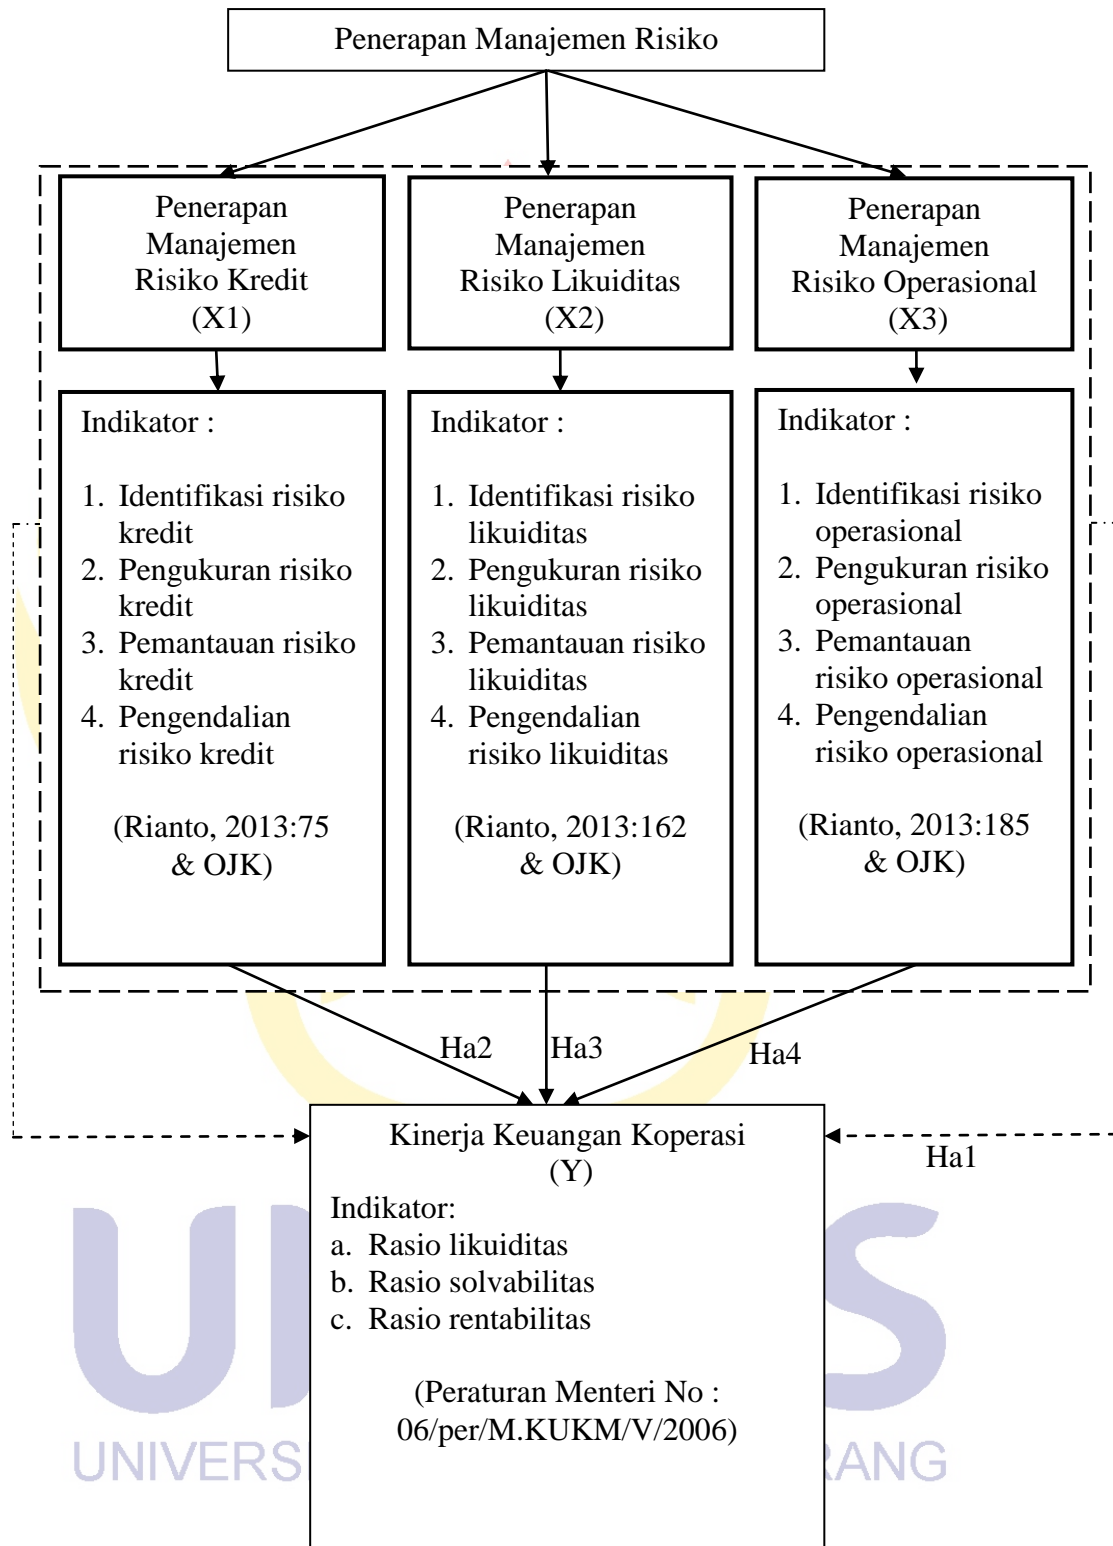 Penerapan Manajemen Risiko
Penerapan
Manajemen
Risiko Kredit
(X1)
Penerapan
Manajemen
Risiko Likuiditas
(X2)
Penerapan
Manajemen
Risiko Operasional
(X3)
Indikator :
1. Identifikasi risiko
kredit
2. Pengukuran risiko
kredit
3. Pemantauan risiko
kredit
4. Pengendalian
risiko kredit
(Rianto, 2013:75
& OJK)
Indikator :
1. Identifikasi risiko
likuiditas
2. Pengukuran risiko
likuiditas
3. Pemantauan risiko
likuiditas
4. Pengendalian
risiko likuiditas
(Rianto, 2013:162
& OJK)
Indikator :
1. Identifikasi risiko
operasional
2. Pengukuran risiko
operasional
3. Pemantauan
risiko operasional
4. Pengendalian
risiko operasional
(Rianto, 2013:185
& OJK)
Ha2
Ha3
Ha4
Ha1
Kinerja Keuangan Koperasi
(Y)
Indikator:
a. Rasio likuiditas
b. Rasio solvabilitas
c. Rasio rentabilitas
(Peraturan Menteri No :
06/per/M.KUKM/V/2006)